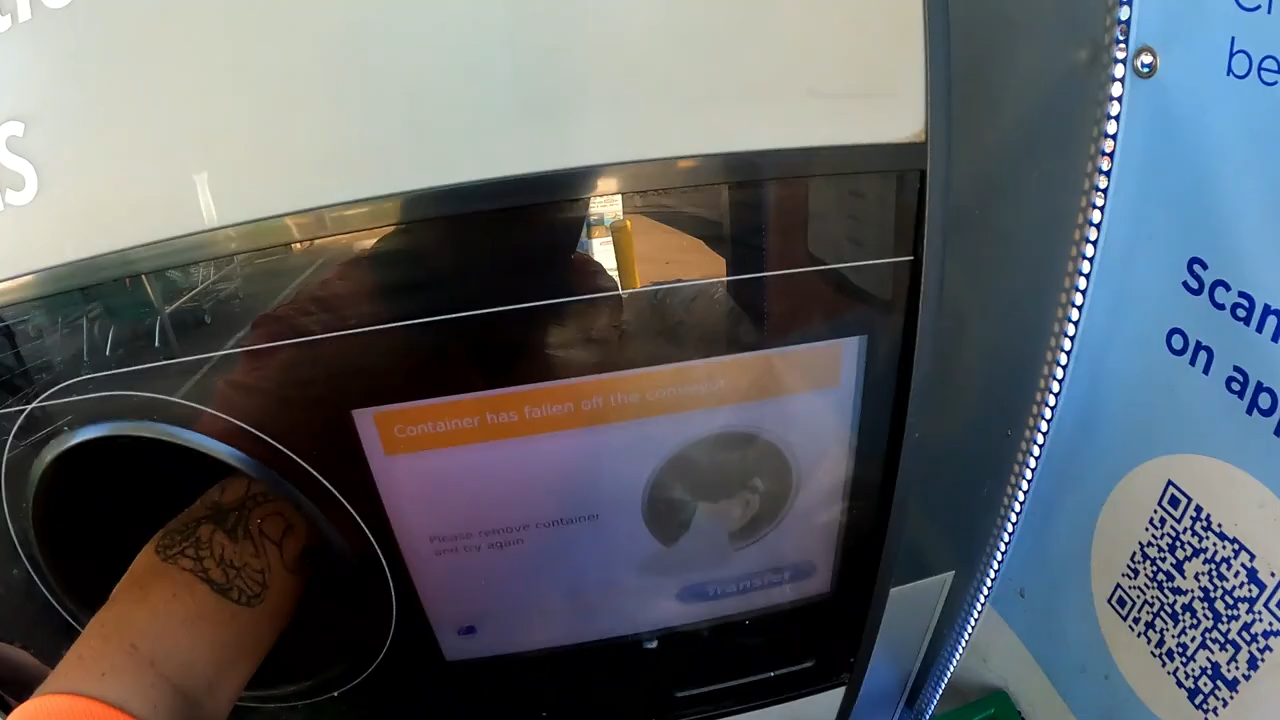 Container has fallen off the conveyor
Please remove container
and try again
Transfer
be
Scan
on ap